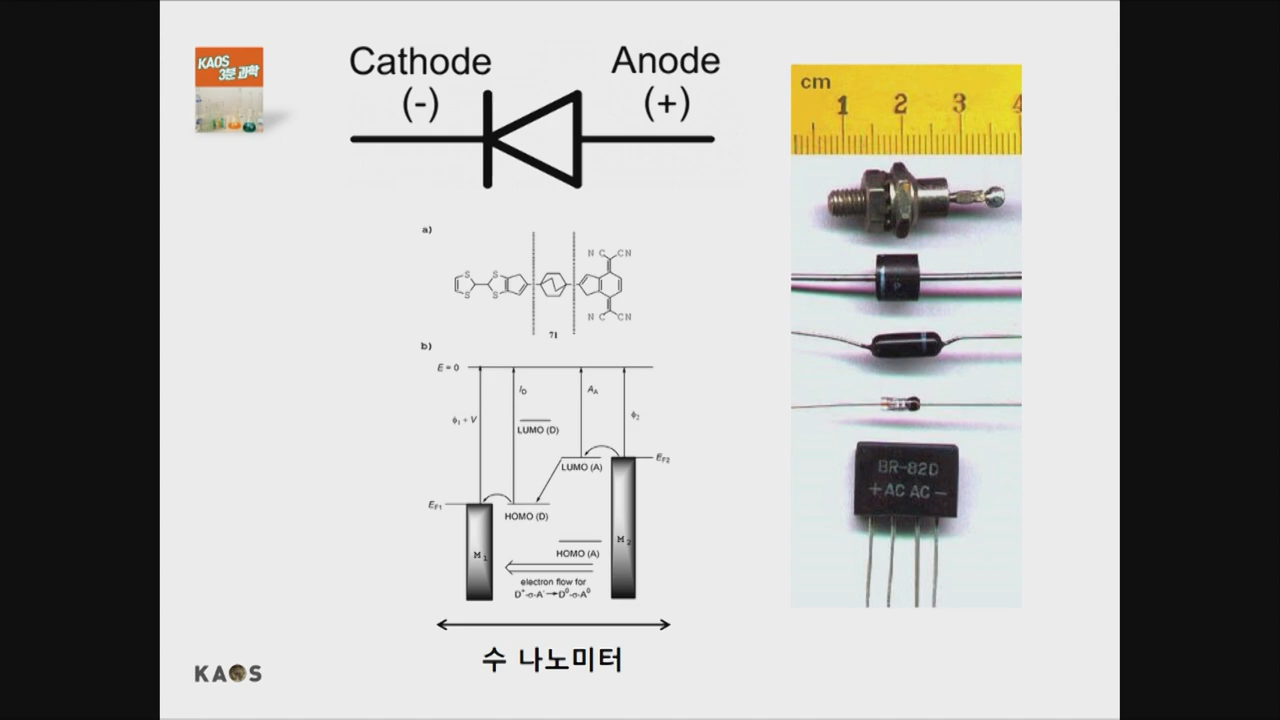 KAOS
3분 과학
Cathode
(-)
Anode
(+)
cm
1 2 3 4
a)
S S
S S
N C CN
N C CN
71
b)
E = 0
I_D
A_A
ϕ₁ + V
ϕ₂
LUMO (D)
LUMO (A)
E_F2
E_F1
HOMO (D)
HOMO (A)
M₁
M₂
electron flow for
D⁺-σ-A⁻→D⁰-σ-A⁰
BR-82D
+ AC AC −
수 나노미터
KAOS